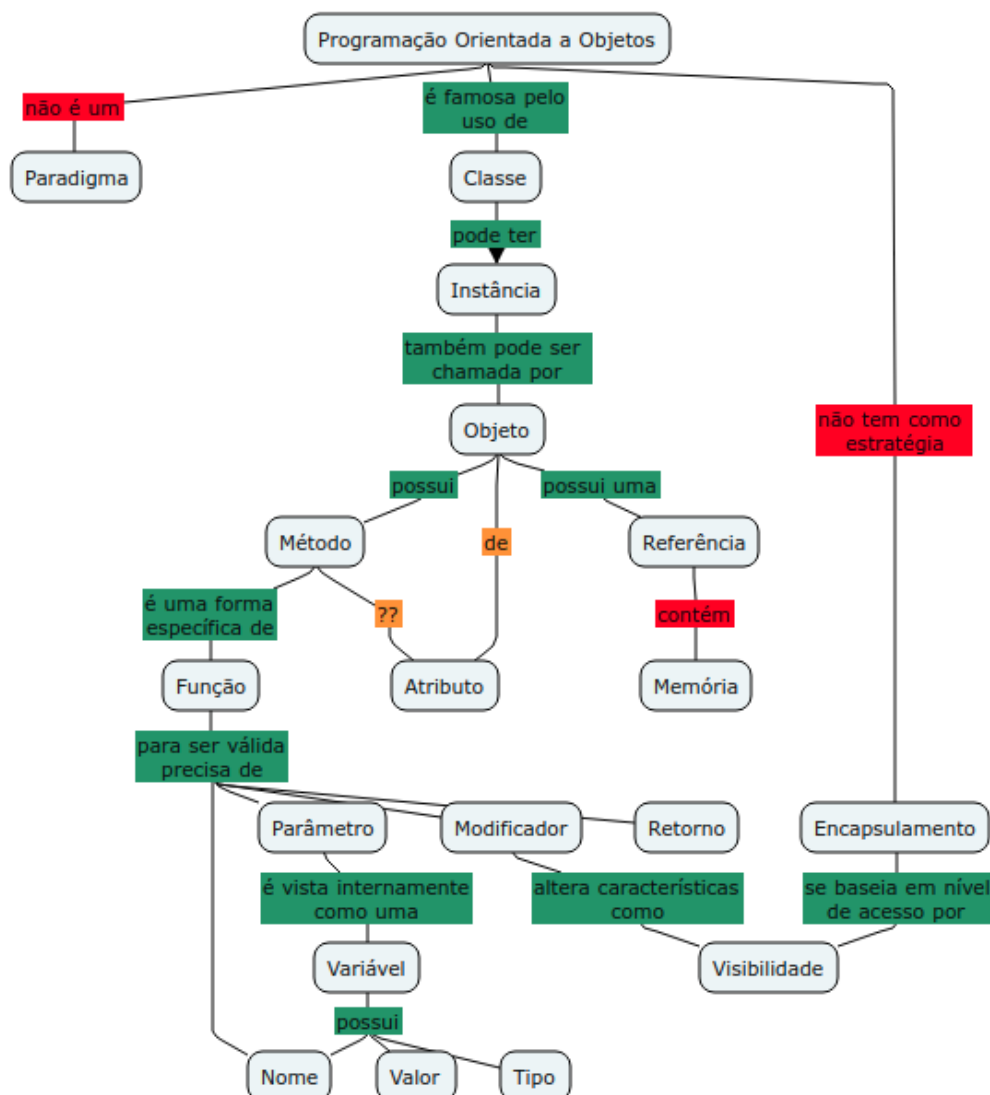 Programação Orientada a Objetos
não é um
é famosa pelo
uso de
Paradigma
Classe
pode ter
Instância
também pode ser
chamada por
não tem como
estratégia
Objeto
possui
possui uma
Método
de
Referência
é uma forma
específica de
??
contém
Função
Atributo
Memória
para ser válida
precisa de
Parâmetro
Modificador
Retorno
Encapsulamento
é vista internamente
como uma
altera características
como
se baseia em nível
de acesso por
Variável
Visibilidade
possui
Nome
Valor
Tipo